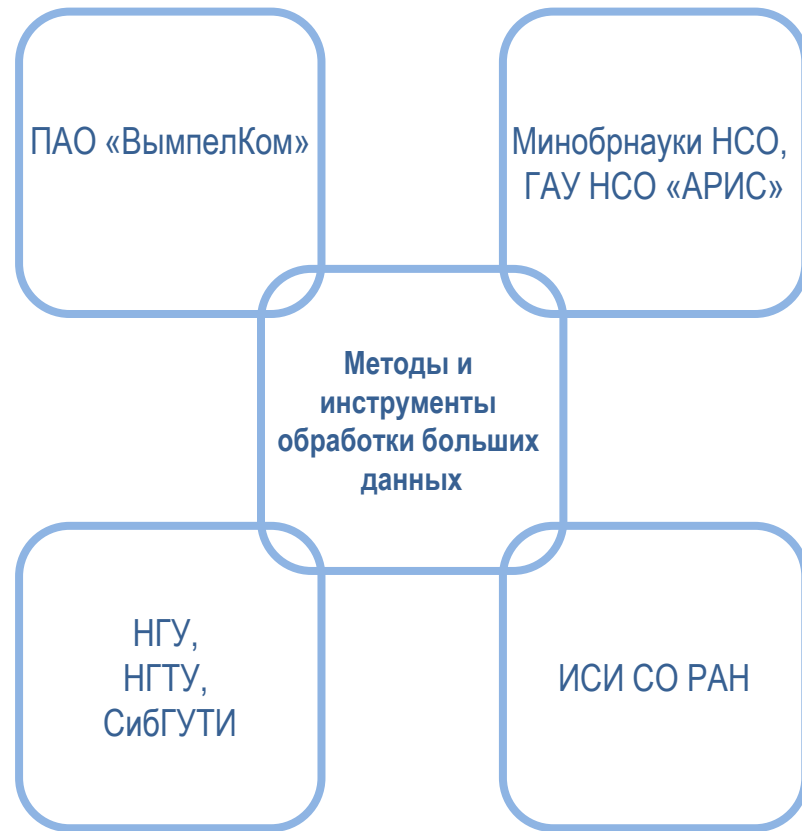 ПАО «ВымпелКом»
Минобрнауки НСО,
ГАУ НСО «АРИС»
Методы и
инструменты
обработки больших
данных
НГУ,
НГТУ,
СибГУТИ
ИСИ СО РАН